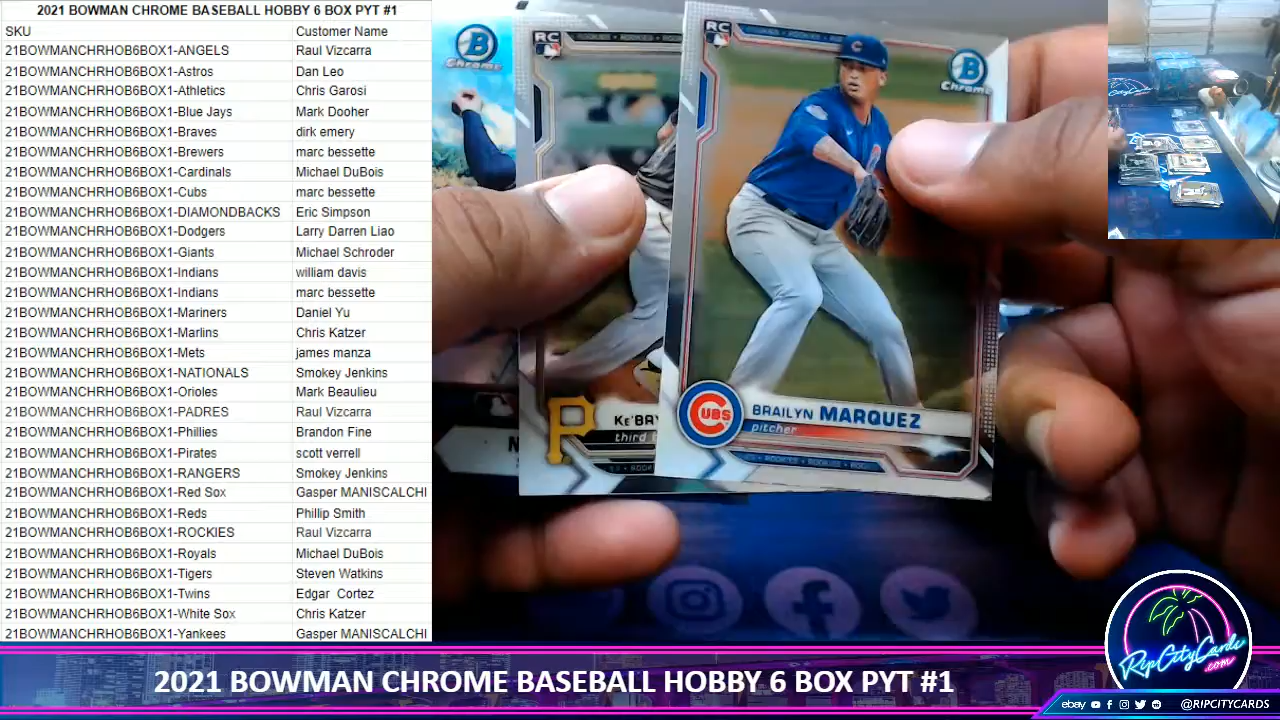 2021 BOWMAN CHROME BASEBALL HOBBY 6 BOX PYT #1
SKU Customer Name
21BOWMANCHRHOB6BOX1-ANGELS Raul Vizcarra
21BOWMANCHRHOB6BOX1-Astros Dan Leo
21BOWMANCHRHOB6BOX1-Athletics Chris Garosi
21BOWMANCHRHOB6BOX1-Blue Jays Mark Dooher
21BOWMANCHRHOB6BOX1-Braves dirk emery
21BOWMANCHRHOB6BOX1-Brewers marc bessette
21BOWMANCHRHOB6BOX1-Cardinals Michael DuBois
21BOWMANCHRHOB6BOX1-Cubs marc bessette
21BOWMANCHRHOB6BOX1-DIAMONDBACKS Eric Simpson
21BOWMANCHRHOB6BOX1-Dodgers Larry Darren Liao
21BOWMANCHRHOB6BOX1-Giants Michael Schroder
21BOWMANCHRHOB6BOX1-Indians william davis
21BOWMANCHRHOB6BOX1-Indians marc bessette
21BOWMANCHRHOB6BOX1-Mariners Daniel Yu
21BOWMANCHRHOB6BOX1-Marlins Chris Katzer
21BOWMANCHRHOB6BOX1-Mets james manza
21BOWMANCHRHOB6BOX1-NATIONALS Smokey Jenkins
21BOWMANCHRHOB6BOX1-Orioles Mark Beaulieu
21BOWMANCHRHOB6BOX1-PADRES Raul Vizcarra
21BOWMANCHRHOB6BOX1-Phillies Brandon Fine
21BOWMANCHRHOB6BOX1-Pirates scott verrell
21BOWMANCHRHOB6BOX1-RANGERS Smokey Jenkins
21BOWMANCHRHOB6BOX1-Red Sox Gasper MANISCALCHI
21BOWMANCHRHOB6BOX1-Reds Phillip Smith
21BOWMANCHRHOB6BOX1-ROCKIES Raul Vizcarra
21BOWMANCHRHOB6BOX1-Royals Michael DuBois
21BOWMANCHRHOB6BOX1-Tigers Steven Watkins
21BOWMANCHRHOB6BOX1-Twins Edgar Cortez
21BOWMANCHRHOB6BOX1-White Sox Chris Katzer
21BOWMANCHRHOB6BOX1-Yankees Gasper MANISCALCHI
B Chrome
RC
RC
B Chrome
P
KE'BRY
third
CUBS
BRAILYN MARQUEZ
pitcher
RipCityCards.com
2021 BOWMAN CHROME BASEBALL HOBBY 6 BOX PYT #1
ebay @RIPCITYCARDS